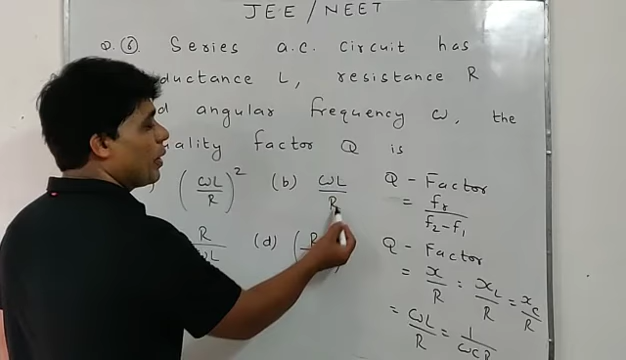 JEE / NEET
Q. ⑥. Series a.c. circuit has
ductance L, resistance R
d angular frequency ω, the
uality factor Q is
(ωL/R)² (b) ωL/R
R/ωL (d) (R
Q - Factor
= fr/(f2 - f1)
Q - Factor
= x/R = xL/R = xc/R
= ωL/R = 1/ωCR